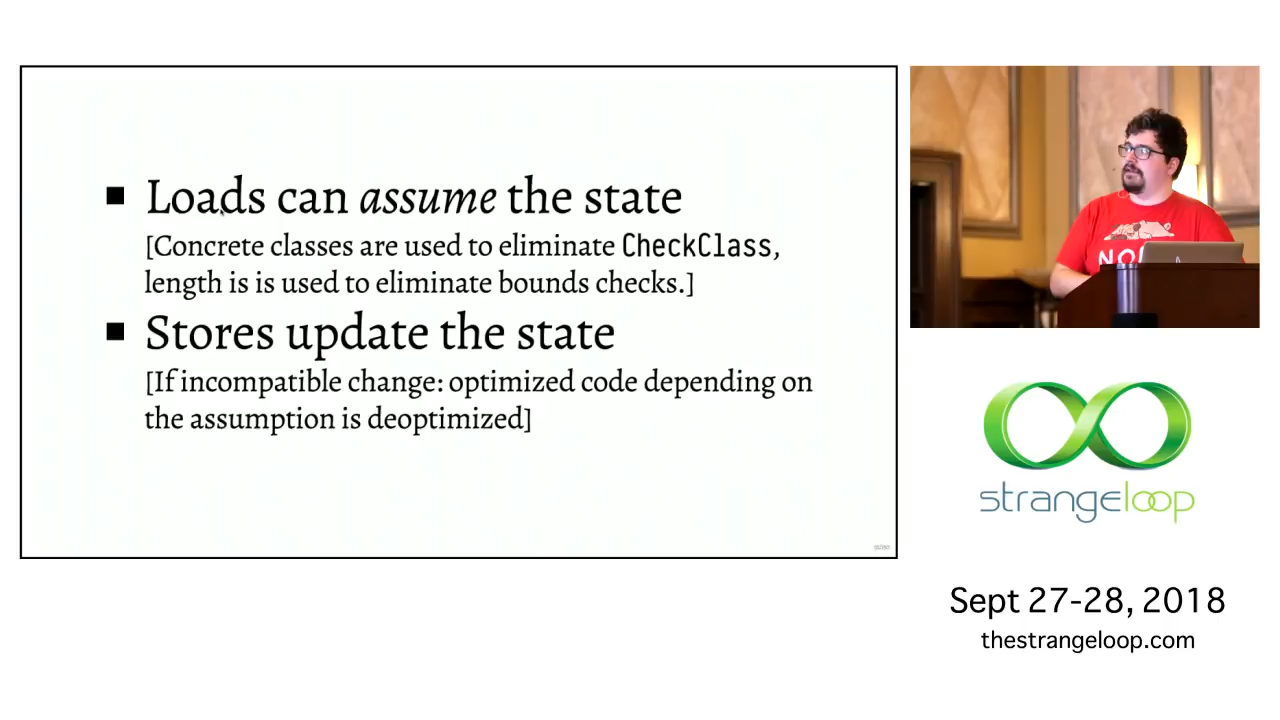 ■ Loads can assume the state
[Concrete classes are used to eliminate CheckClass,
length is is used to eliminate bounds checks.]
■ Stores update the state
[If incompatible change: optimized code depending on
the assumption is deoptimized]
strangeloop
Sept 27-28, 2018
thestrangeloop.com